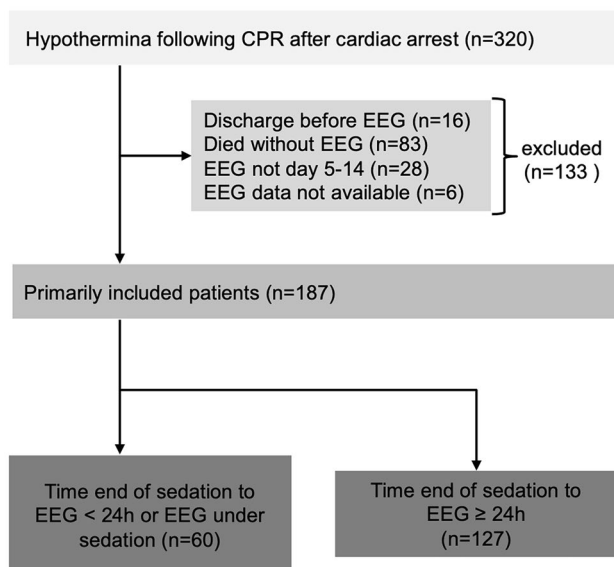 Hypothermina following CPR after cardiac arrest (n=320)
Discharge before EEG (n=16)
Died without EEG (n=83)
EEG not day 5-14 (n=28)
EEG data not available (n=6)
excluded
(n=133 )
Primarily included patients (n=187)
Time end of sedation to
EEG < 24h or EEG under
sedation (n=60)
Time end of sedation to
EEG ≥ 24h
(n=127)